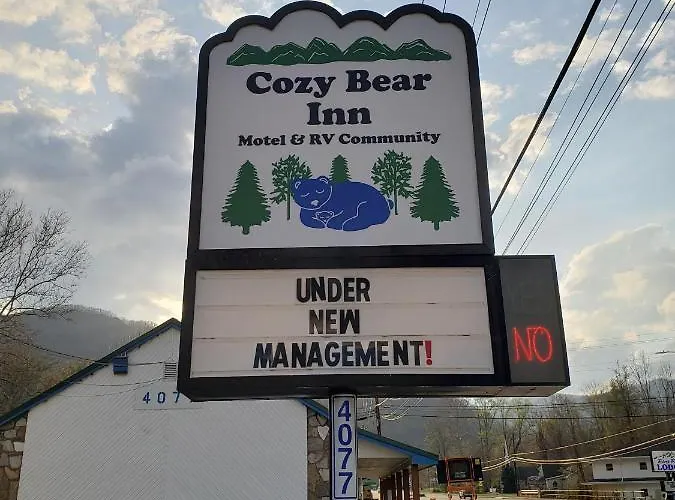 Cozy Bear
Inn
Motel & RV Community
UNDER
NEW
MANAGEMENT!
NO
407
4077